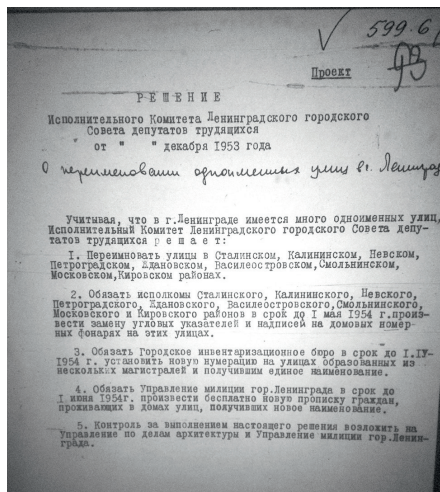 599.6
93
Проект
РЕШЕНИЕ
Исполнительного Комитета Ленинградского городского
Совета депутатов трудящихся
от " " декабря 1953 года
О переименовании одноименных улиц в г. Ленинград
Учитывая, что в г.Ленинграде имеется много одноименных улиц,
Исполнительный Комитет Ленинградского городского Совета депу-
татов трудящихся р е ш а е т:
1. Переимновать улицы в Сталинском, Калининском, Невском,
Петроградском, Ждановском, Василеостровском, Смольнинском,
Московском, Кировском районах.
2. Обязать исполкомы Сталинского, Калининского, Невского,
Петроградского, Ждановского, Василеостровского, Смольнинского,
Московского и Кировского районов в срок до I мая 1954 г. произ-
вести замену угловых указателей и надписей на домовых номер-
ных фонарях на этих улицах.
3. Обязать Городское инвентаризационное бюро в срок до I.IУ-
1954 г. установить новую нумерацию на улицах образованных из
нескольких магистралей и получившим единое наименование.
4. Обязать Управление милиции гор.Ленинграда в срок до
I июня 1954г. произвести бесплатно новую прописку граждан,
проживающих в домах улиц, получивших новое наименование.
5. Контроль за выполнением настоящего решения возложить на
Управление по делам архитектуры и Управление милиции гор.Ленин-
града.